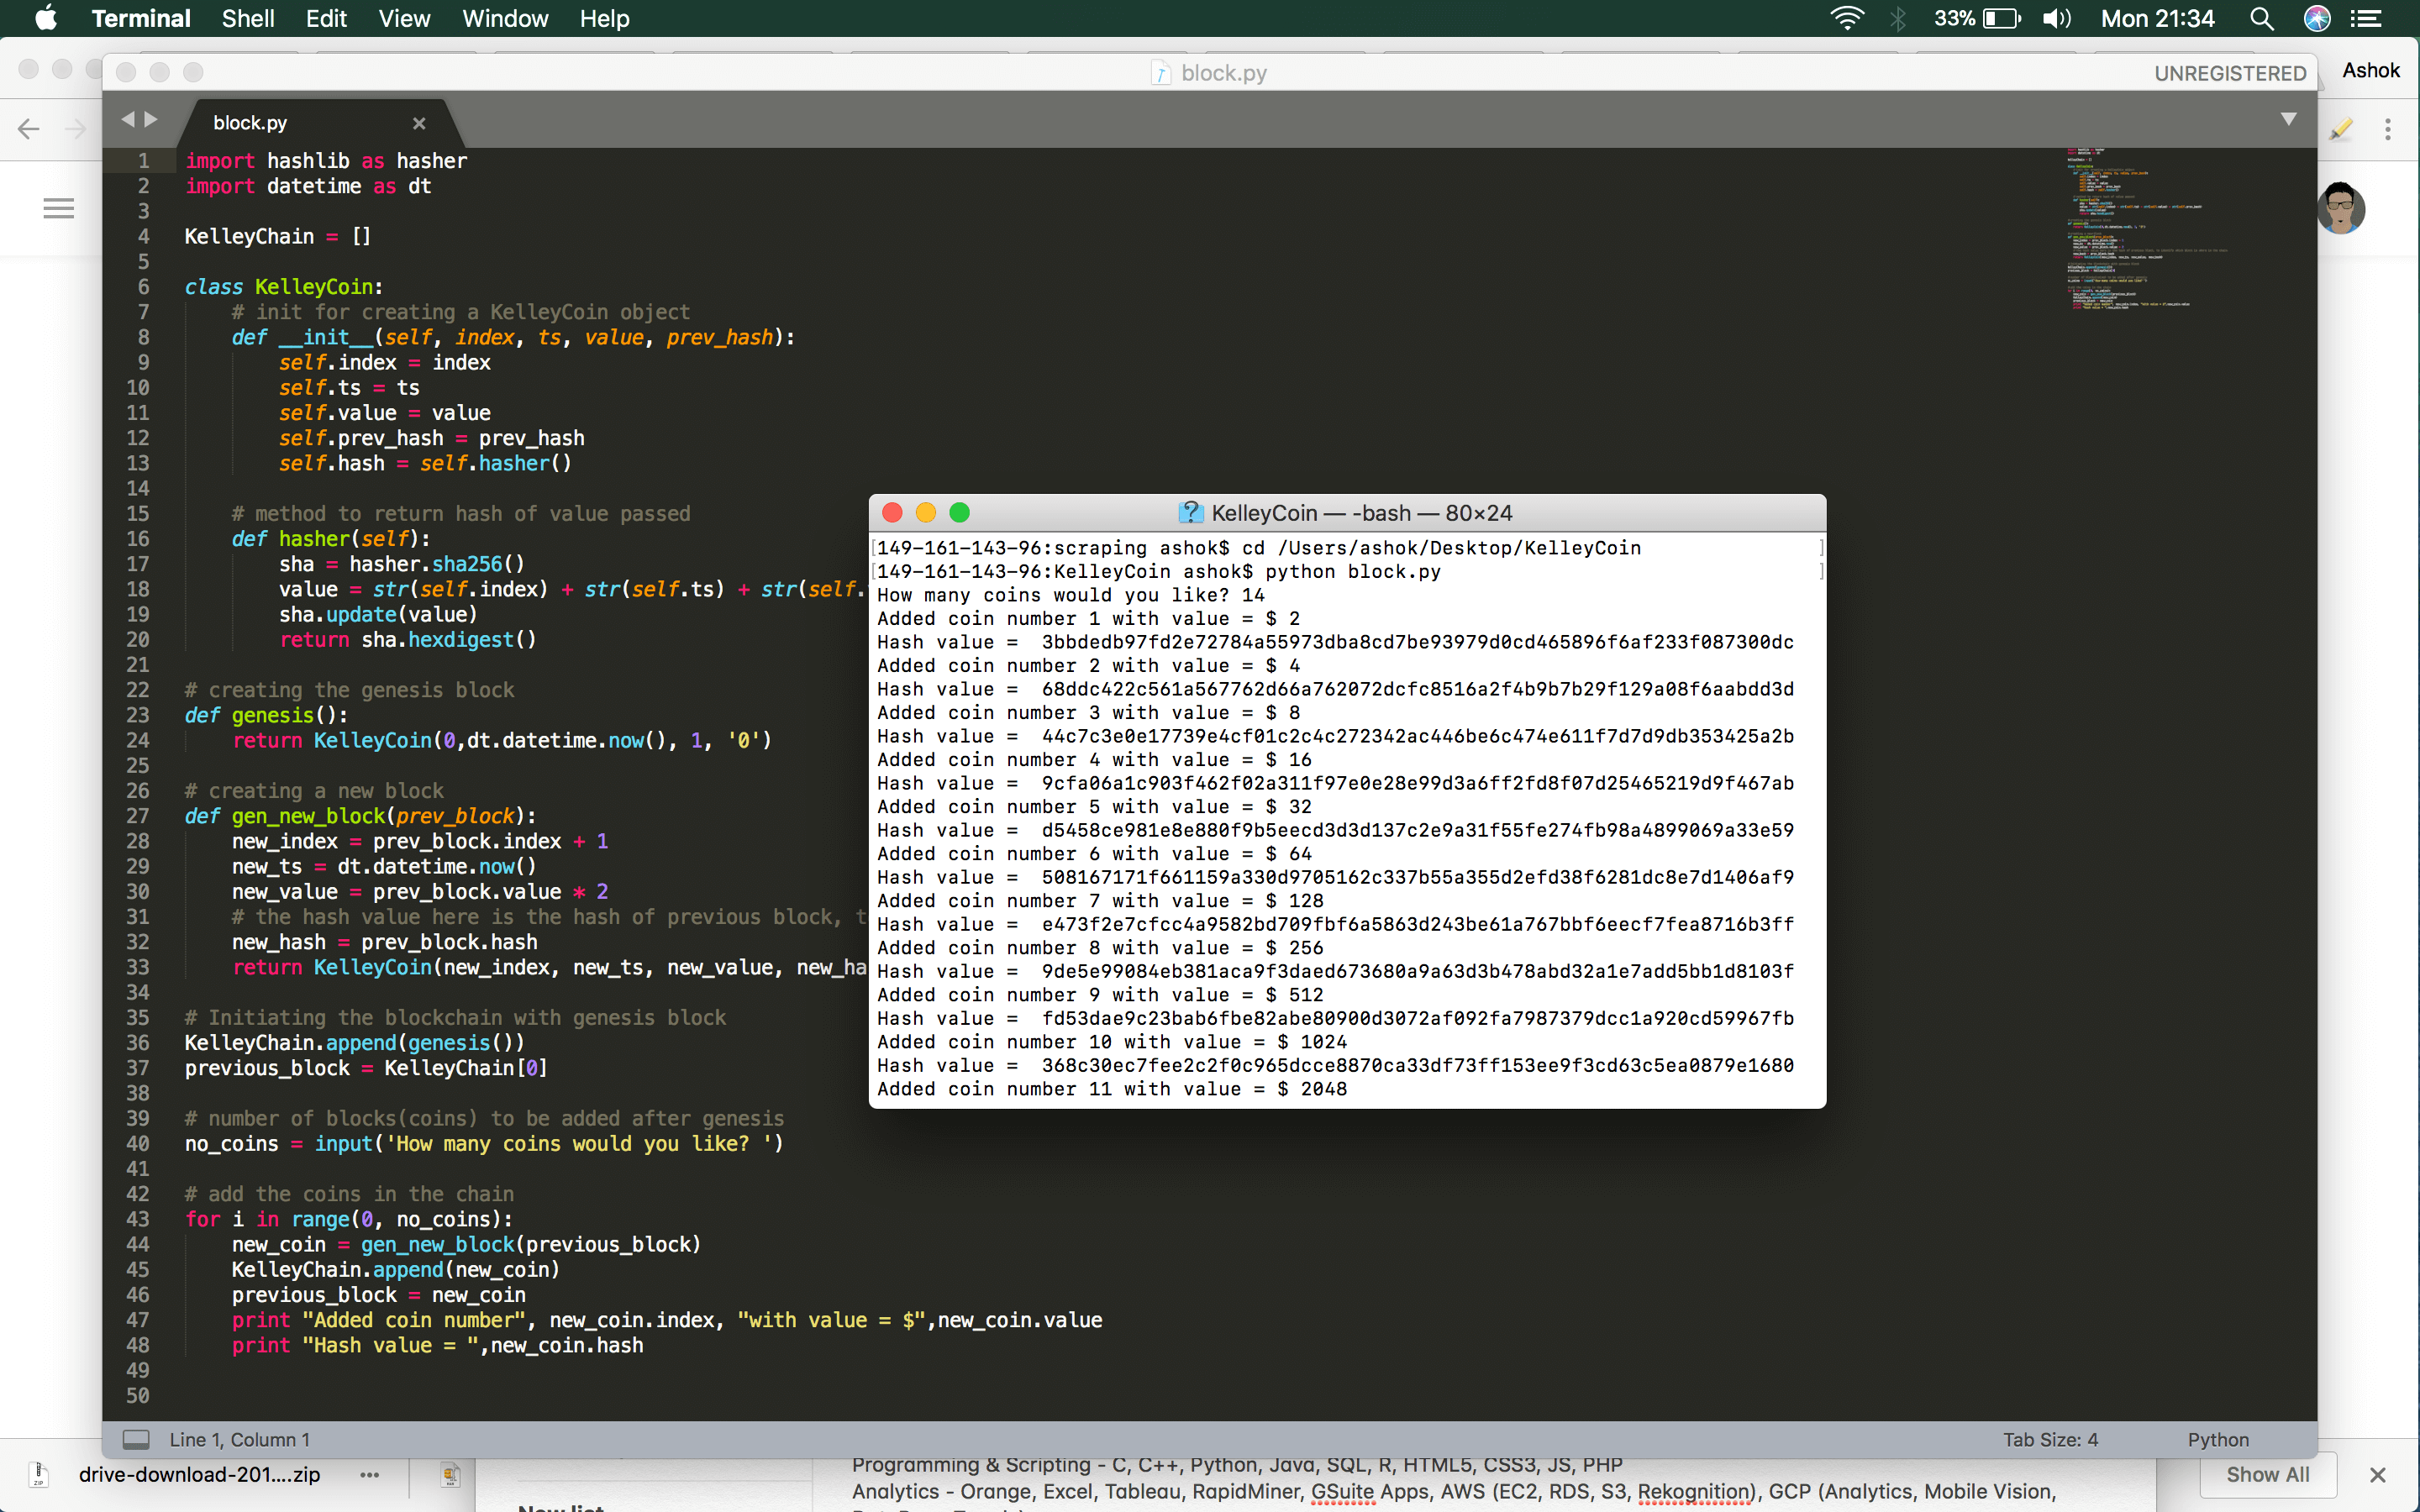 Terminal Shell Edit View Window Help 33% Mon 21:34
block.py UNREGISTERED Ashok
block.py ×
1 import hashlib as hasher
2 import datetime as dt
3
4 KelleyChain = []
5
6 class KelleyCoin:
7 # init for creating a KelleyCoin object
8 def __init__(self, index, ts, value, prev_hash):
9 self.index = index
10 self.ts = ts
11 self.value = value
12 self.prev_hash = prev_hash
13 self.hash = self.hasher()
14
15 # method to return hash of value passed
16 def hasher(self):
17 sha = hasher.sha256()
18 value = str(self.index) + str(self.ts) + str(self.
19 sha.update(value)
20 return sha.hexdigest()
21
22 # creating the genesis block
23 def genesis():
24 return KelleyCoin(0,dt.datetime.now(), 1, '0')
25
26 # creating a new block
27 def gen_new_block(prev_block):
28 new_index = prev_block.index + 1
29 new_ts = dt.datetime.now()
30 new_value = prev_block.value * 2
31 # the hash value here is the hash of previous block, t
32 new_hash = prev_block.hash
33 return KelleyCoin(new_index, new_ts, new_value, new_ha
34
35 # Initiating the blockchain with genesis block
36 KelleyChain.append(genesis())
37 previous_block = KelleyChain[0]
38
39 # number of blocks(coins) to be added after genesis
40 no_coins = input('How many coins would you like? ')
41
42 # add the coins in the chain
43 for i in range(0, no_coins):
44 new_coin = gen_new_block(previous_block)
45 KelleyChain.append(new_coin)
46 previous_block = new_coin
47 print "Added coin number", new_coin.index, "with value = $",new_coin.value
48 print "Hash value = ",new_coin.hash
49
50
KelleyCoin — -bash — 80×24
[149-161-143-96:scraping ashok$ cd /Users/ashok/Desktop/KelleyCoin ]
[149-161-143-96:KelleyCoin ashok$ python block.py ]
How many coins would you like? 14
Added coin number 1 with value = $ 2
Hash value =  3bbdedb97fd2e72784a55973dba8cd7be93979d0cd465896f6af233f087300dc
Added coin number 2 with value = $ 4
Hash value =  68ddc422c561a567762d66a762072dcfc8516a2f4b9b7b29f129a08f6aabdd3d
Added coin number 3 with value = $ 8
Hash value =  44c7c3e0e17739e4cf01c2c4c272342ac446be6c474e611f7d7d9db353425a2b
Added coin number 4 with value = $ 16
Hash value =  9cfa06a1c903f462f02a311f97e0e28e99d3a6ff2fd8f07d25465219d9f467ab
Added coin number 5 with value = $ 32
Hash value =  d5458ce981e8e880f9b5eecd3d3d137c2e9a31f55fe274fb98a4899069a33e59
Added coin number 6 with value = $ 64
Hash value =  508167171f661159a330d9705162c337b55a355d2efd38f6281dc8e7d1406af9
Added coin number 7 with value = $ 128
Hash value =  e473f2e7cfcc4a9582bd709fbf6a5863d243be61a767bbf6eecf7fea8716b3ff
Added coin number 8 with value = $ 256
Hash value =  9de5e99084eb381aca9f3daed673680a9a63d3b478abd32a1e7add5bb1d8103f
Added coin number 9 with value = $ 512
Hash value =  fd53dae9c23bab6fbe82abe80900d3072af092fa7987379dcc1a920cd59967fb
Added coin number 10 with value = $ 1024
Hash value =  368c30ec7fee2c2f0c965dcce8870ca33df73ff153ee9f3cd63c5ea0879e1680
Added coin number 11 with value = $ 2048
Line 1, Column 1 Tab Size: 4 Python
drive-download-201....zip
Programming & Scripting - C, C++, Python, Java, SQL, R, HTML5, CSS3, JS, PHP
Analytics - Orange, Excel, Tableau, RapidMiner, GSuite Apps, AWS (EC2, RDS, S3, Rekognition), GCP (Analytics, Mobile Vision,
Show All